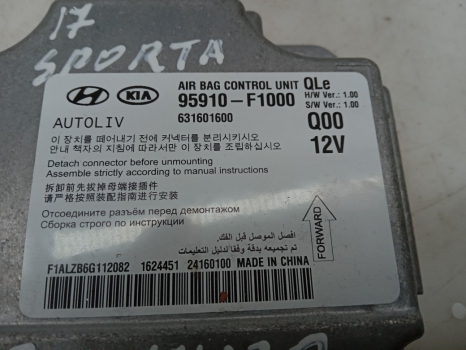 17
SPORTA
HYUNDAI KIA
AIR BAG CONTROL UNIT QLe
95910-F1000 H/W Ver.: 1.00
S/W Ver.: 1.00
AUTOLIV 631601600 Q00
12V
이 장치를 떼어내기 전에 커넥터를 분리시키시오
안내 책자의 지침에 따라서만 이 장치를 조립하십시오
Detach connector before unmounting
Assemble strictly according to manual instructions
拆卸前先拔掉母端接插件
请严格按照装配指南进行安装
Отсоедините разъём перед демонтажом
Сборка строго по инструкции
افصل الموصل قبل الفك.
تم تجميعه بدقة وفقا لدليل التعليمات
FORWARD
F1ALZB6G112082 1624451 24160100 MADE IN CHINA